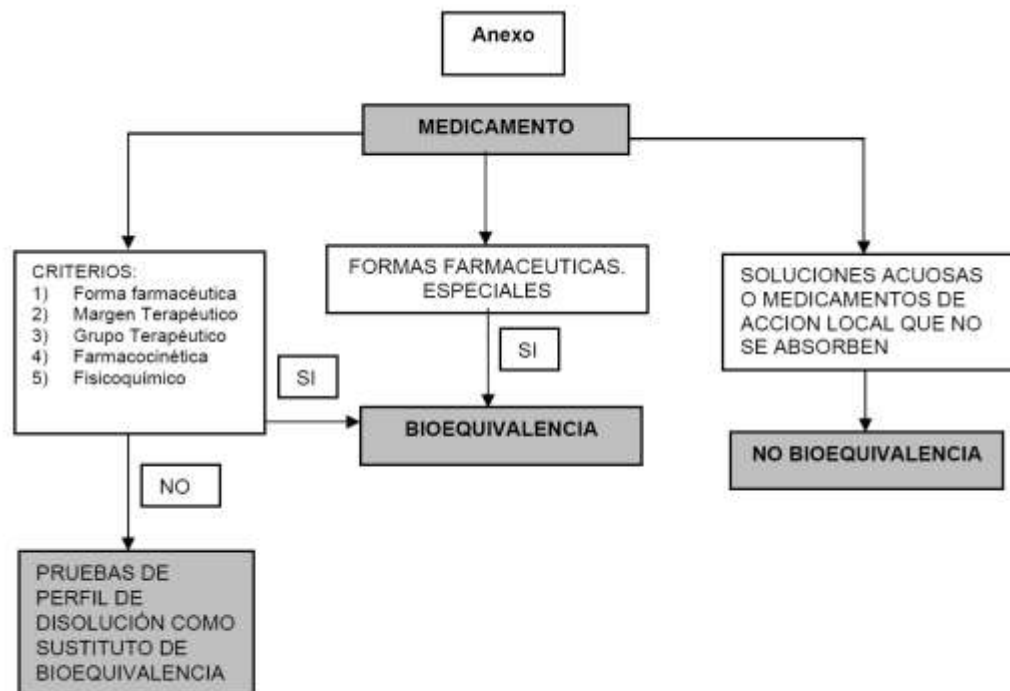 Anexo
MEDICAMENTO
CRITERIOS:
1) Forma farmacéutica
2) Margen Terapéutico
3) Grupo Terapéutico
4) Farmacocinética
5) Fisicoquímico
SI
NO
PRUEBAS DE
PERFIL DE
DISOLUCIÓN COMO
SUSTITUTO DE
BIOEQUIVALENCIA
FORMAS FARMACEUTICAS.
ESPECIALES
SI
BIOEQUIVALENCIA
SOLUCIONES ACUOSAS
O MEDICAMENTOS DE
ACCION LOCAL QUE NO
SE ABSORBEN
NO BIOEQUIVALENCIA